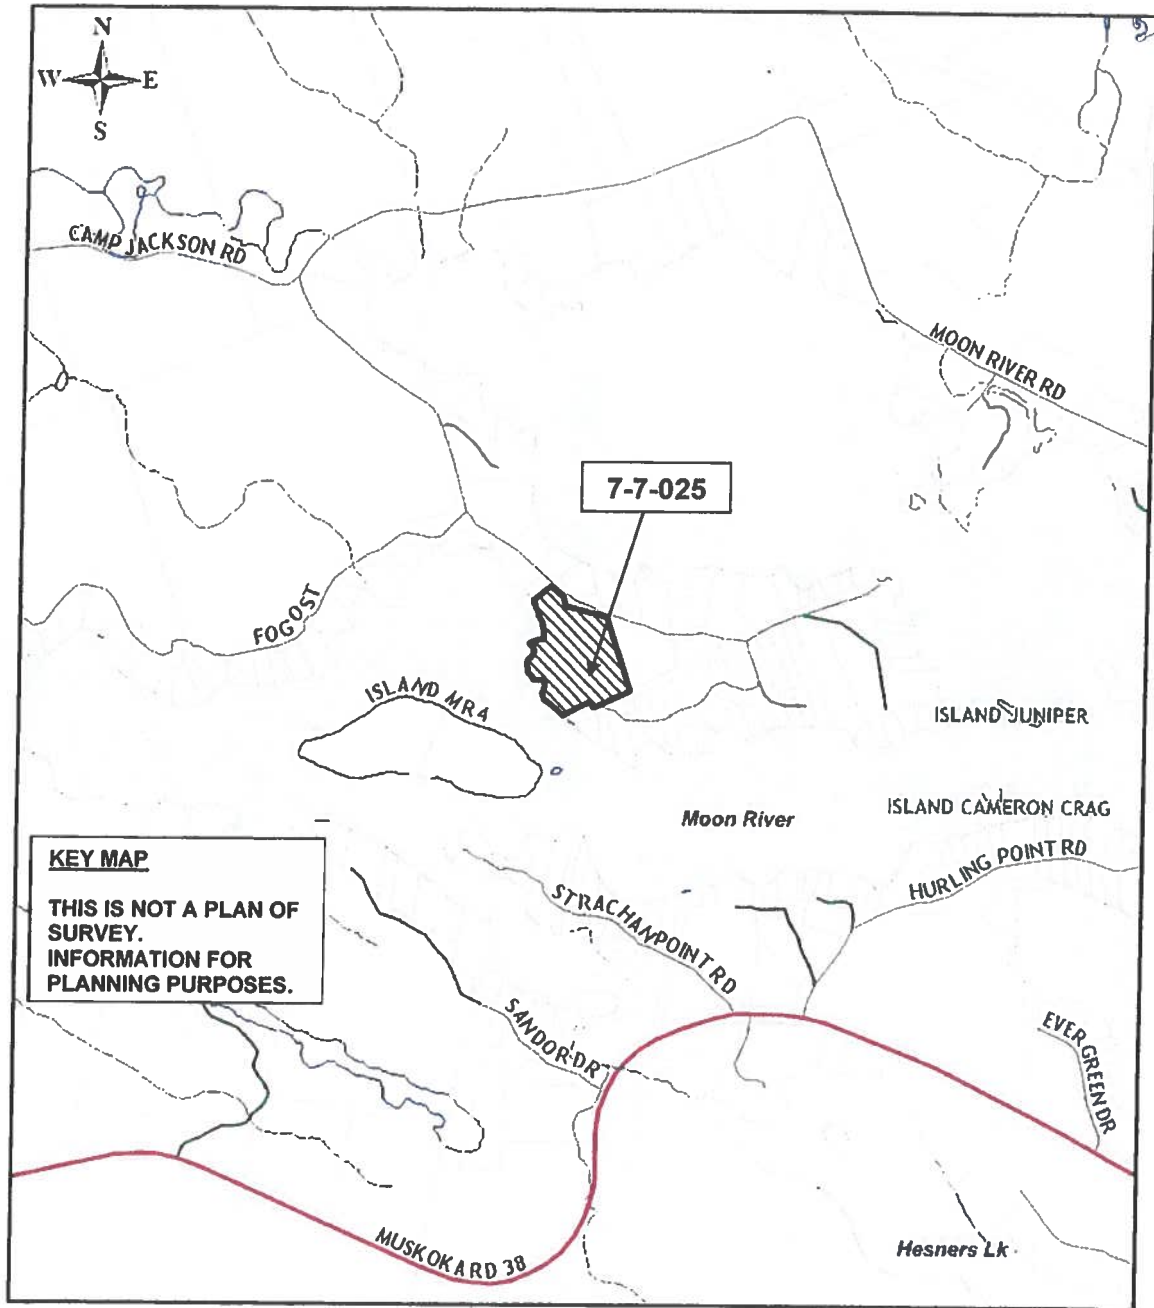 N
W E
S
CAMP JACKSON RD
MOON RIVER RD
7-7-025
FOGO ST
ISLAND MR4
ISLAND JUNIPER
Moon River
ISLAND CAMERON CRAG
KEY MAP
THIS IS NOT A PLAN OF
SURVEY.
INFORMATION FOR
PLANNING PURPOSES.
HURLING POINT RD
STRACHAN POINT RD
SANDOR DR
EVERGREEN DR
MUSKOKA RD 38
Hesners Lk